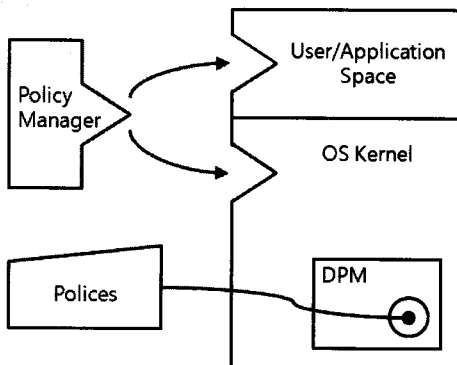 Policy
Manager
User/Application
Space
OS Kernel
Polices
DPM